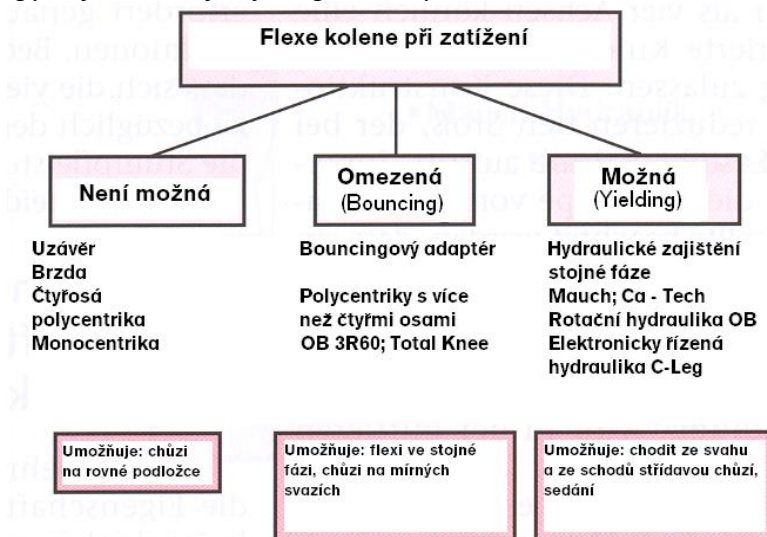 Flexe kolene při zatížení
Není možná
Omezená
(Bouncing)
Možná
(Yielding)
Uzávěr
Brzda
Čtyřosá
polycentrika
Monocentrika
Bouncingový adaptér
Polycentriky s více
než čtyřmi osami
OB 3R60; Total Knee
Hydraulické zajištění
stojné fáze
Mauch; Ca - Tech
Rotační hydraulika OB
Elektronicky řízená
hydraulika C-Leg
Umožňuje: chůzi
na rovné podložce
Umožňuje: flexi ve stojné
fázi, chůzi na mírných
svazích
Umožňuje: chodit ze svahu
a ze schodů střídavou chůzí,
sedání